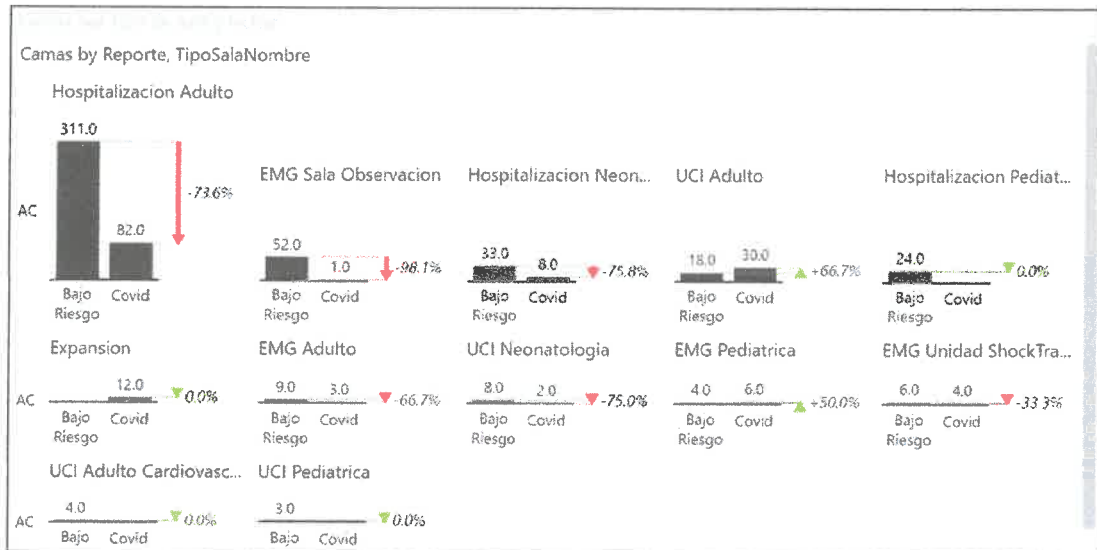 Camas by Reporte, TipoSalaNombre
Hospitalizacion Adulto
311.0
82.0
-73.6%
AC
Bajo Riesgo
Covid
EMG Sala Observacion
52.0
1.0
-98.1%
Bajo Riesgo
Covid
Hospitalizacion Neon...
33.0
8.0
-75.8%
Bajo Riesgo
Covid
UCI Adulto
18.0
30.0
+66.7%
Bajo Riesgo
Covid
Hospitalizacion Pediat...
24.0
0.0%
Bajo Riesgo
Covid
Expansion
12.0
0.0%
AC
Bajo Riesgo
Covid
EMG Adulto
9.0
3.0
-66.7%
Bajo Riesgo
Covid
UCI Neonatologia
8.0
2.0
-75.0%
Bajo Riesgo
Covid
EMG Pediatrica
4.0
6.0
+50.0%
Bajo Riesgo
Covid
EMG Unidad ShockTra...
6.0
4.0
-33.3%
Bajo Riesgo
Covid
UCI Adulto Cardiovasc...
4.0
0.0%
AC
Bajo
Covid
UCI Pediatrica
3.0
0.0%
Bajo
Covid